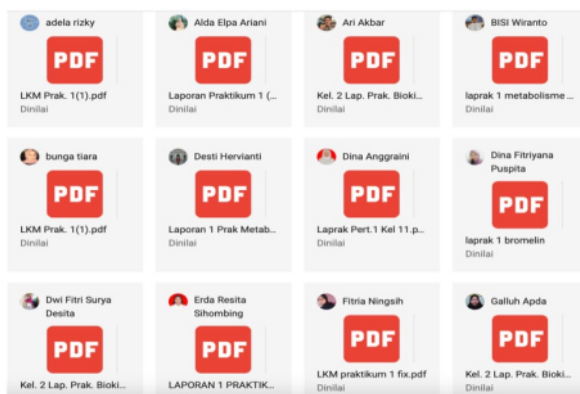 adela rizky
PDF
LKM Prak. 1(1).pdf
Dinilai
Alda Elpa Ariani
PDF
Laporan Praktikum 1 (...
Dinilai
Ari Akbar
PDF
Kel. 2 Lap. Prak. Bioki...
Dinilai
BISI Wiranto
PDF
laprak 1 metabolisme ...
Dinilai
bunga tiara
PDF
LKM Prak. 1(1).pdf
Dinilai
Desti Hervianti
PDF
Laporan 1 Prak Metab...
Dinilai
Dina Anggraini
PDF
Laprak Pert.1 Kel 11.p...
Dinilai
Dina Fitriyana
Puspita
PDF
laprak 1 bromelin
Dinilai
Dwi Fitri Surya
Desita
PDF
Kel. 2 Lap. Prak. Bioki...
Erda Resita
Sihombing
PDF
LAPORAN 1 PRAKTIK...
Fitria Ningsih
PDF
LKM praktikum 1 fix.pdf
Dinilai
Galluh Apda
PDF
Kel. 2 Lap. Prak. Bioki...
Dinilai